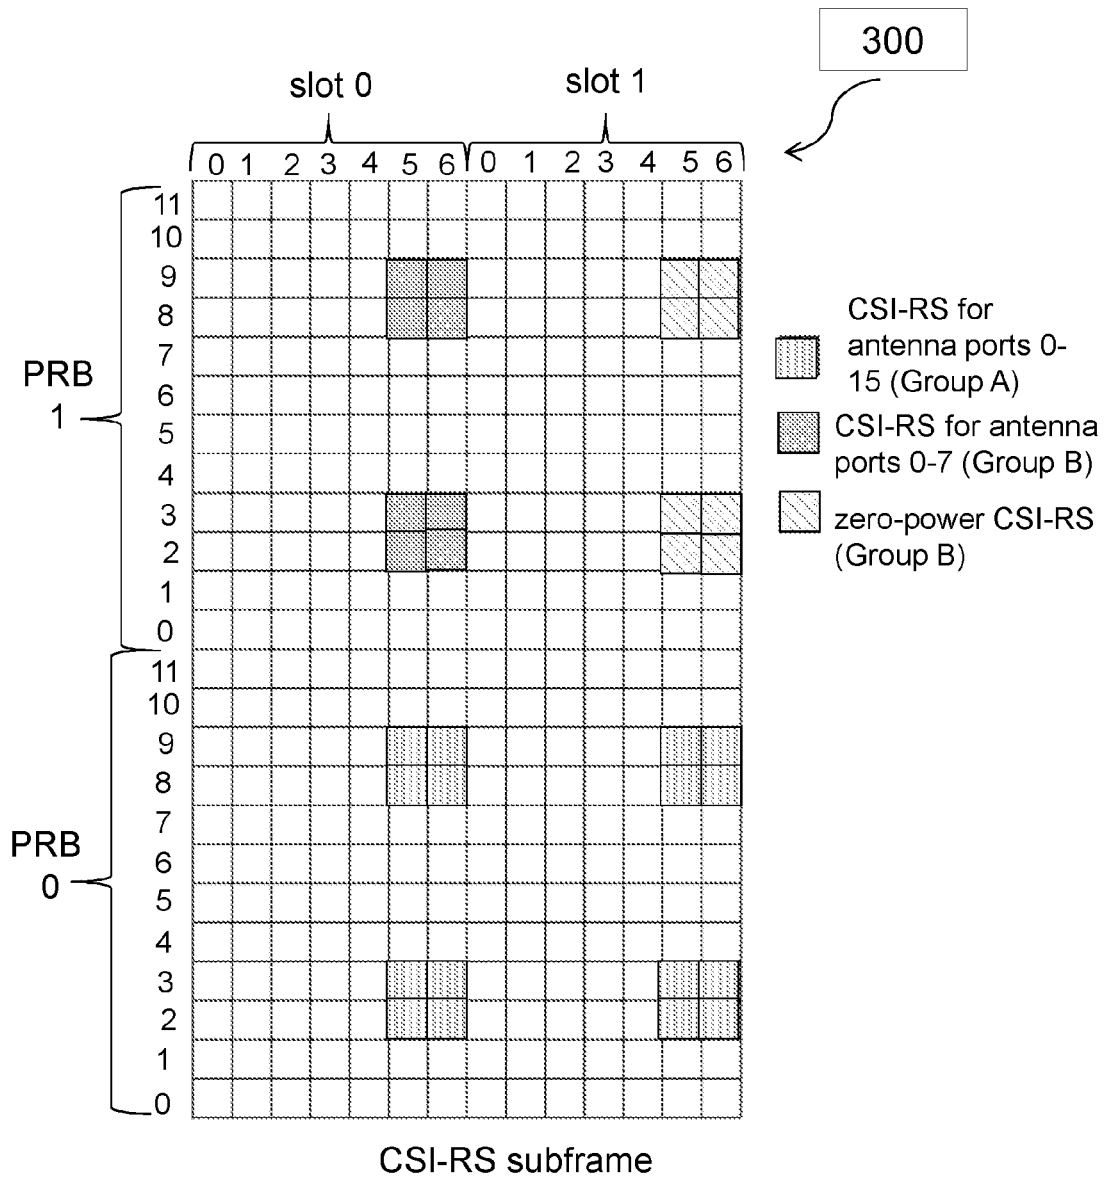 300
slot 0
slot 1
0 1 2 3 4 5 6 0 1 2 3 4 5 6
11
10
9
8
7
6
5
4
3
2
1
0
PRB
1
11
10
9
8
7
6
5
4
3
2
1
0
PRB
0
CSI-RS for
antenna ports 0-
15 (Group A)
CSI-RS for antenna
ports 0-7 (Group B)
zero-power CSI-RS
(Group B)
CSI-RS subframe